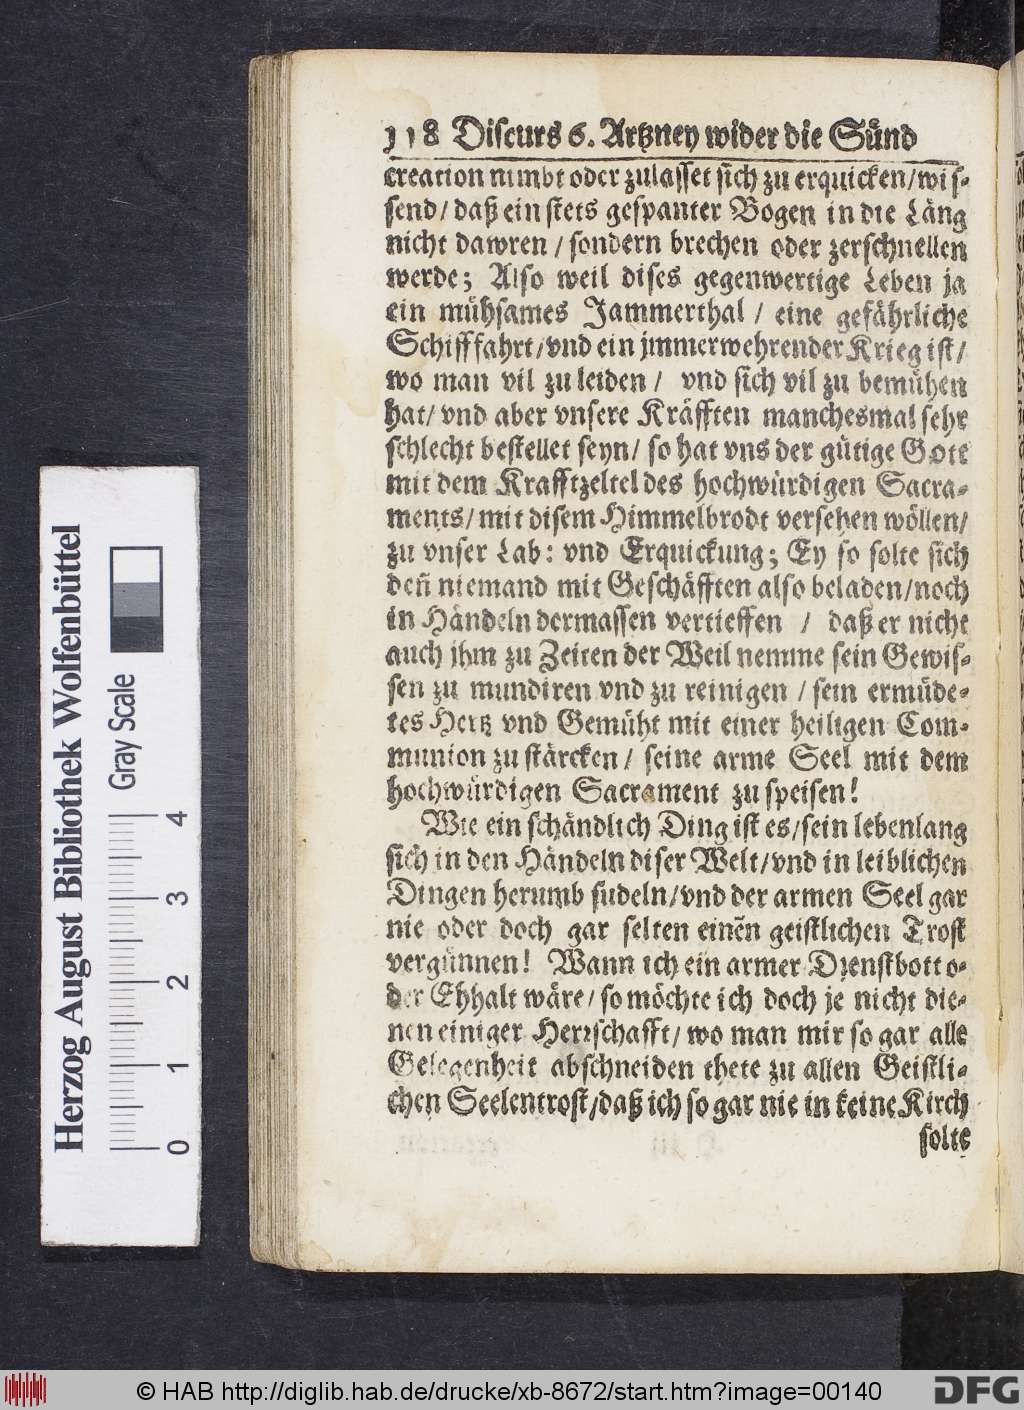 118 Discurs 6. Artzney wider die Sünd
creation nimbt oder zulasset sich zu erquicken/wis-
send/ daß ein stets gespanter Bogen in die Läng
nicht dawren / sondern brechen oder zerschnellen
werde; Also weil dises gegenwertige Leben ja
ein mühsames Jammerthal / eine gefährliche
Schifffahrt/vnd ein jmmerwehrender Krieg ist/
wo man vil zu leiden / vnd sich vil zu bemühen
hat/ vnd aber vnsere Kräfften manchesmal sehr
schlecht bestellet seyn/ so hat vns der gütige Gott
mit dem Krafftzeltel des hochwürdigen Sacra-
ments/ mit disem Himmelbrodt versehen wöllen/
zu vnser Lab: vnd Erquickung; Ey so solte sich
deñ niemand mit Geschäfften also beladen/noch
in Händeln dermassen vertieffen / daß er nicht
auch jhm zu Zeiten der Weil nemme sein Gewis-
sen zu mundiren vnd zu reinigen / sein ermüde-
tes Hertz vnd Gemüht mit einer heiligen Com-
munion zu stärcken/ seine arme Seel mit dem
hochwürdigen Sacrament zu speisen!
Wie ein schändlich Ding ist es/sein lebenlang
sich in den Händeln diser Welt/vnd in leiblichen
Dingen herumb sudeln/vnd der armen Seel gar
nie oder doch gar selten einẽn geistlichen Trost
vergünnen! Wann ich ein armer Dienstbott o-
der Ehhalt wäre/ so möchte ich doch je nicht die-
nen einiger Herrschafft/ wo man mir so gar alle
Gelegenheit abschneiden thete zu allen Geistli-
chen Seelentrost/daß ich so gar nie in keine Kirch
solte
Herzog August Bibliothek Wolfenbüttel
Gray Scale
0 1 2 3 4
© HAB http://diglib.hab.de/drucke/xb-8672/start.htm?image=00140
DFG